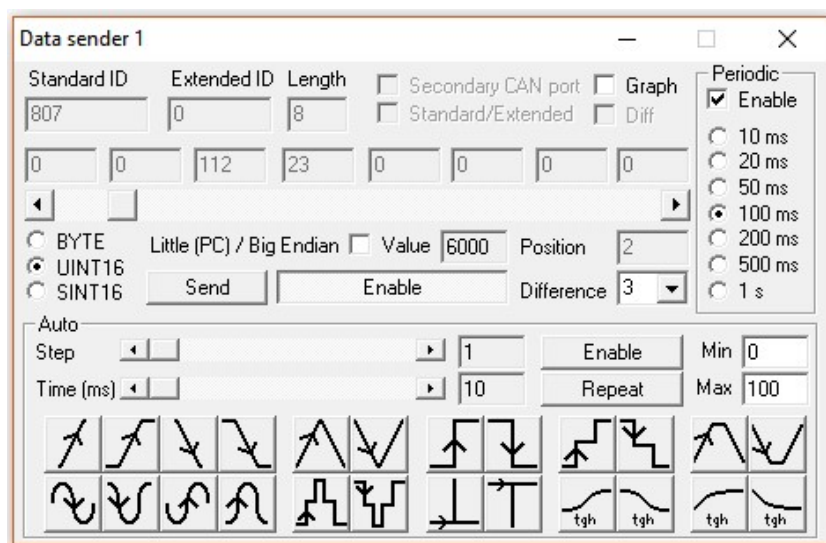 Data sender 1
Standard ID Extended ID Length Secondary CAN port Graph
807 0 8 Standard/Extended Diff
Periodic
Enable
10 ms
20 ms
50 ms
100 ms
200 ms
500 ms
1 s
0 0 112 23 0 0 0 0
BYTE Little (PC) / Big Endian Value 6000 Position 2
UINT16
SINT16 Send Enable Difference 3
Auto
Step 1 Enable Min 0
Time (ms) 10 Repeat Max 100
tgh tgh tgh tgh